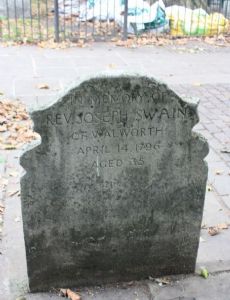 IN MEMORY OF
REV. JOSEPH SWAIN
OF WALWORTH
APRIL 14. 1796
AGED 35